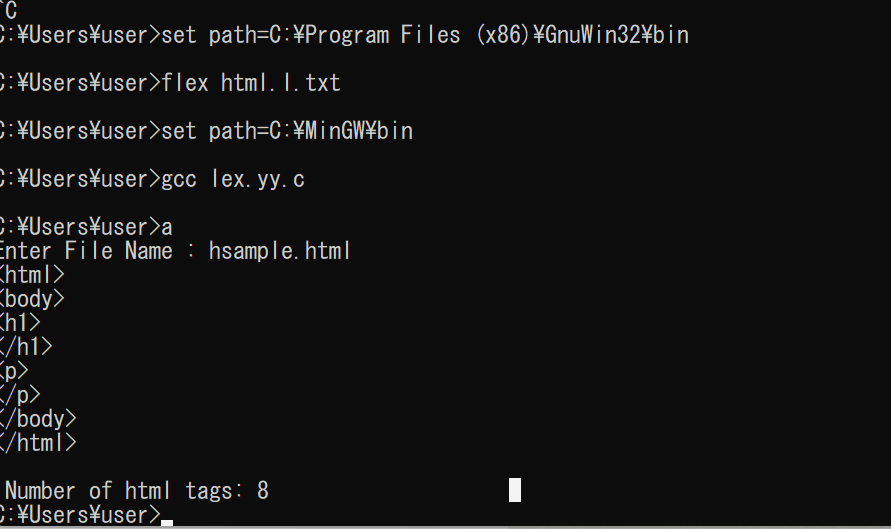 ^C
C:¥Users¥user>set path=C:¥Program Files (x86)¥GnuWin32¥bin
C:¥Users¥user>flex html.l.txt
C:¥Users¥user>set path=C:¥MinGW¥bin
C:¥Users¥user>gcc lex.yy.c
C:¥Users¥user>a
Enter File Name : hsample.html
<html>
<body>
<h1>
</h1>
<p>
</p>
</body>
</html>
Number of html tags: 8
C:¥Users¥user>